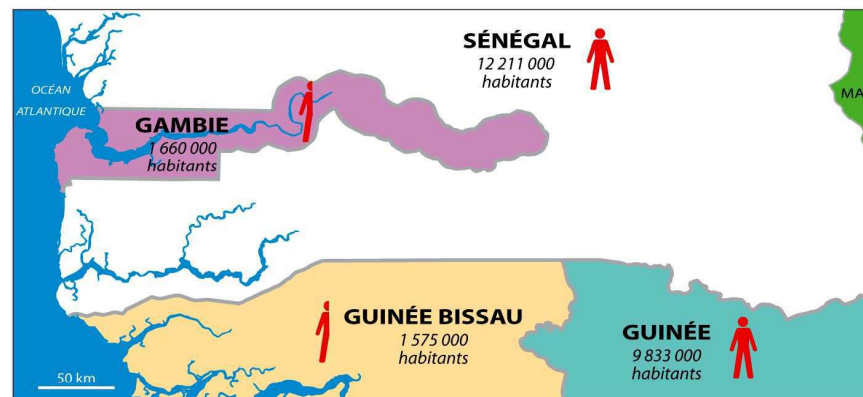 SÉNÉGAL
12 211 000
habitants
OCÉAN
ATLANTIQUE
MA
GAMBIE
1 660 000
habitants
GUINÉE BISSAU
1 575 000
habitants
GUINÉE
9 833 000
habitants
50 km